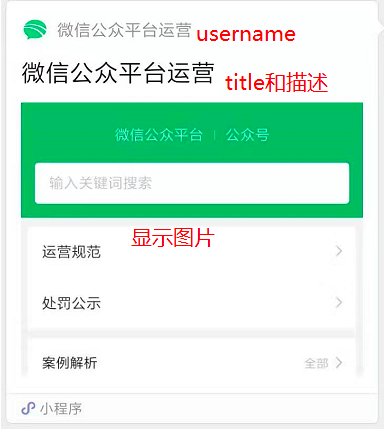 微信公众平台运营 username
微信公众平台运营 title和描述
微信公众平台 | 公众号
输入关键词搜索
显示图片
运营规范
处罚公示
案例解析 全部
小程序